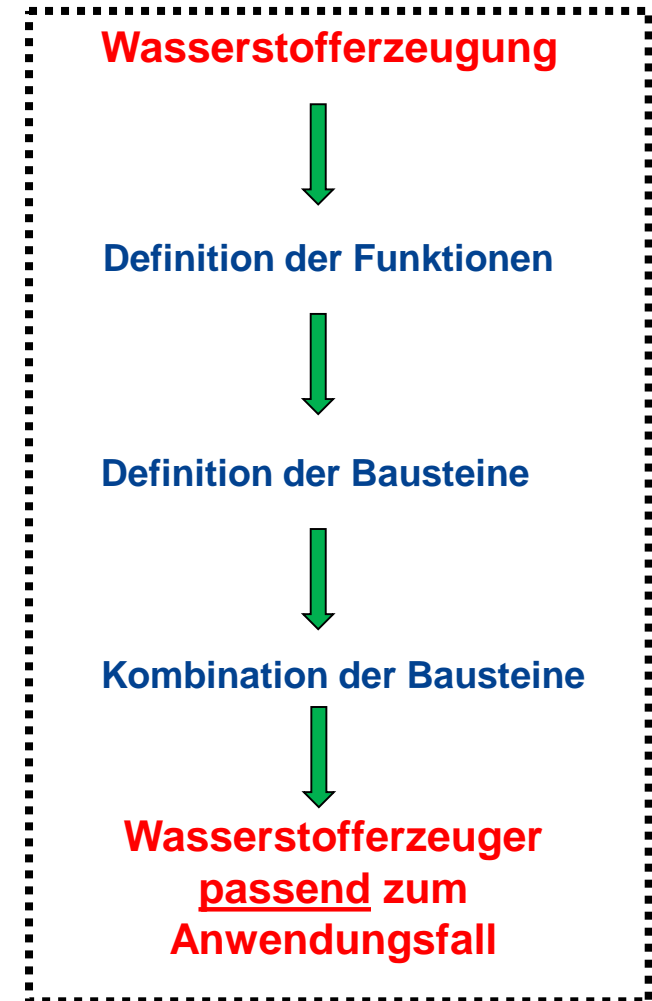 Wasserstofferzeugung
Definition der Funktionen
Definition der Bausteine
Kombination der Bausteine
Wasserstofferzeuger
passend zum
Anwendungsfall